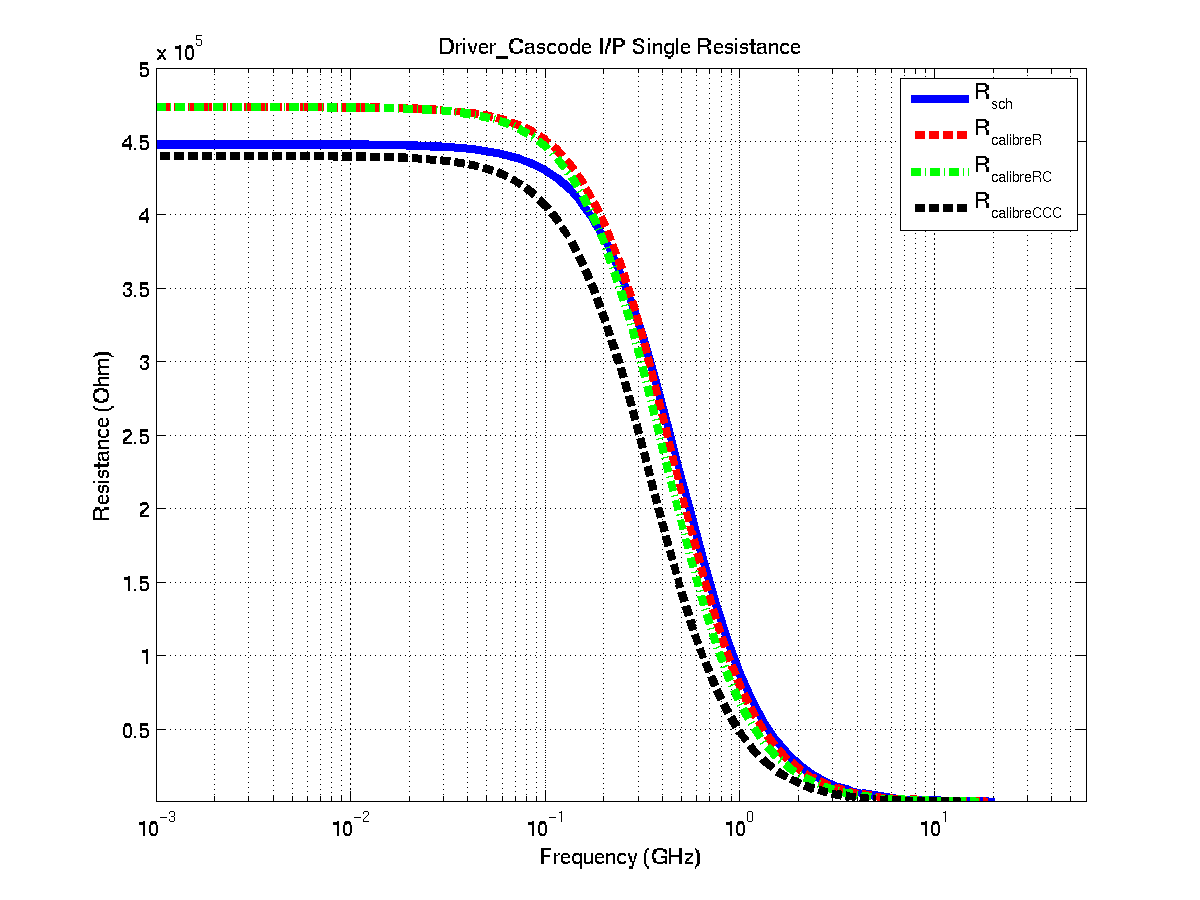 Driver_Cascode I/P Single Resistance
x 10^5
5
4.5
4
3.5
3
2.5
2
1.5
1
0.5
Resistance (Ohm)
R_sch
R_calibreR
R_calibreRC
R_calibreCCC
10^-3 10^-2 10^-1 10^0 10^1
Frequency (GHz)